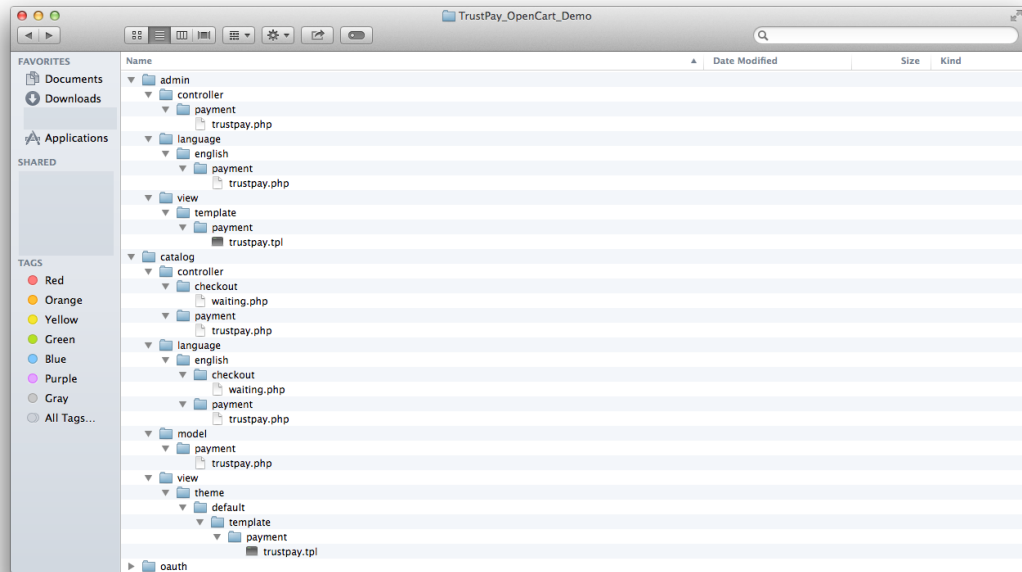 TrustPay_OpenCart_Demo
FAVORITES
Documents
Downloads
Applications
SHARED
TAGS
Red
Orange
Yellow
Green
Blue
Purple
Gray
All Tags...
Name Date Modified Size Kind
admin
controller
payment
trustpay.php
language
english
payment
trustpay.php
view
template
payment
trustpay.tpl
catalog
controller
checkout
waiting.php
payment
trustpay.php
language
english
checkout
waiting.php
payment
trustpay.php
model
payment
trustpay.php
view
theme
default
template
payment
trustpay.tpl
oauth